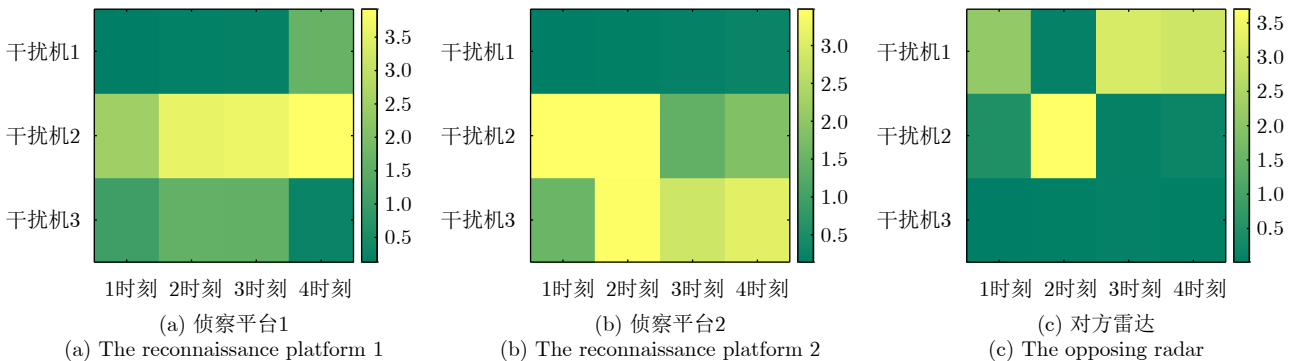 干扰机1
干扰机2
干扰机3
3.5
3.0
2.5
2.0
1.5
1.0
0.5
1时刻 2时刻 3时刻 4时刻
(a) 侦察平台1
(a) The reconnaissance platform 1
干扰机1
干扰机2
干扰机3
3.0
2.5
2.0
1.5
1.0
0.5
1时刻 2时刻 3时刻 4时刻
(b) 侦察平台2
(b) The reconnaissance platform 2
干扰机1
干扰机2
干扰机3
3.5
3.0
2.5
2.0
1.5
1.0
0.5
1时刻 2时刻 3时刻 4时刻
(c) 对方雷达
(c) The opposing radar